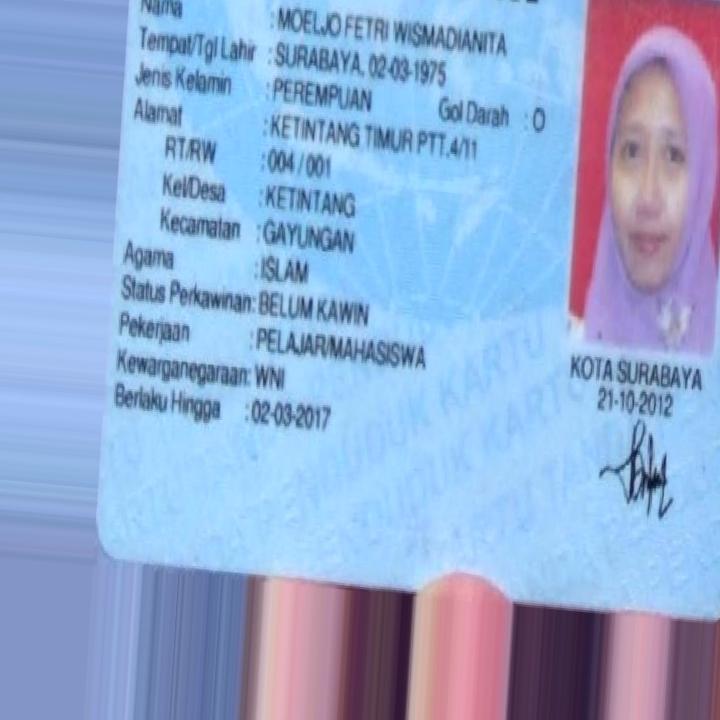 Nama : MOELJO FETRI WISMADIANITA
Tempat/Tgl Lahir : SURABAYA, 02-03-1975
Jenis Kelamin : PEREMPUAN Gol Darah : O
Alamat : KETINTANG TIMUR PTT.4/11
RT/RW : 004 / 001
Kel/Desa : KETINTANG
Kecamatan : GAYUNGAN
Agama : ISLAM
Status Perkawinan: BELUM KAWIN
Pekerjaan : PELAJAR/MAHASISWA
Kewarganegaraan: WNI
Berlaku Hingga : 02-03-2017
KOTA SURABAYA
21-10-2012